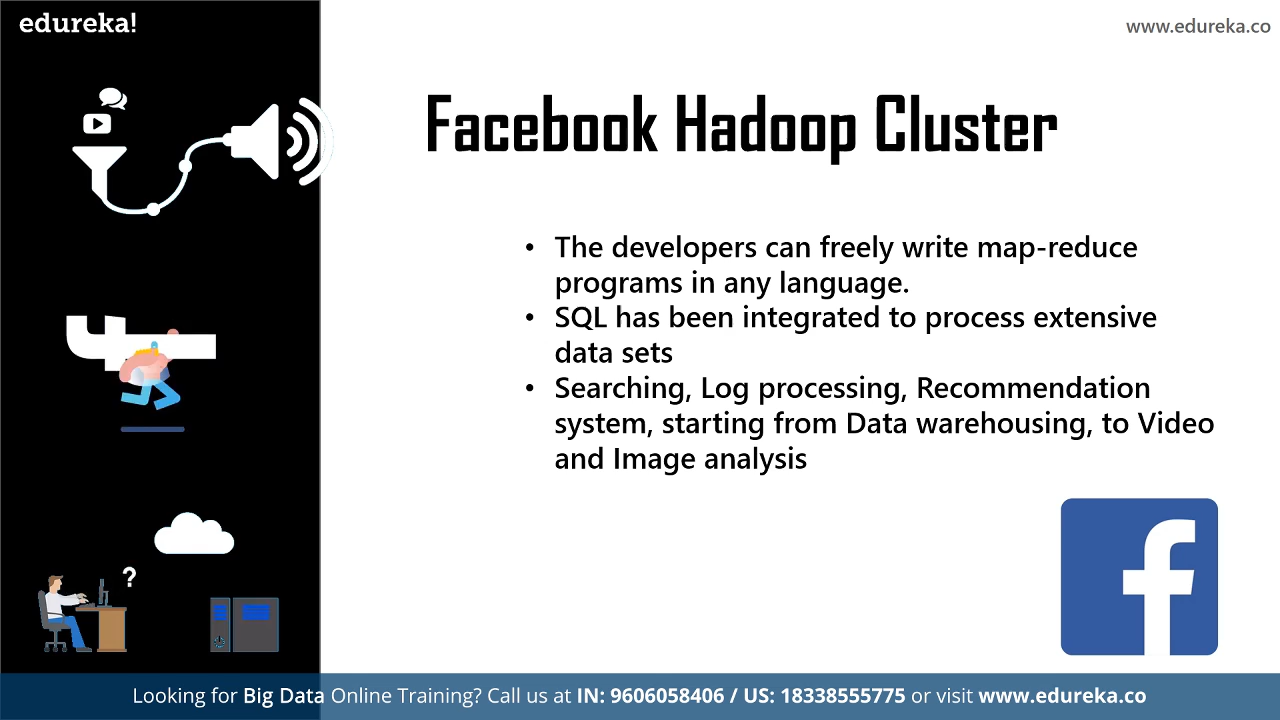 edureka!
www.edureka.co
Facebook Hadoop Cluster
• The developers can freely write map-reduce
programs in any language.
• SQL has been integrated to process extensive
data sets
• Searching, Log processing, Recommendation
system, starting from Data warehousing, to Video
and Image analysis
?
f
Looking for Big Data Online Training? Call us at IN: 9606058406 / US: 18338555775 or visit www.edureka.co